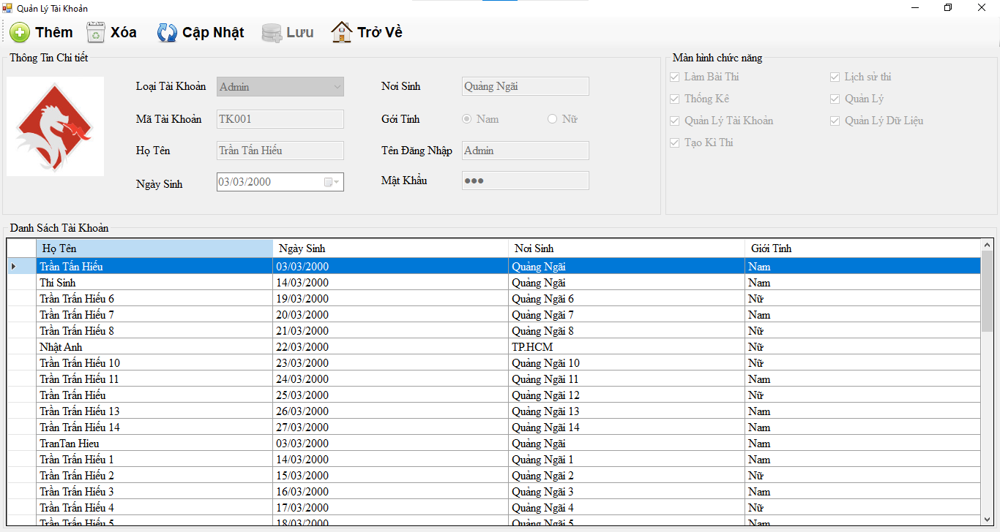 Quản Lý Tài Khoản
Thêm Xóa Cập Nhật Lưu Trở Về
Thông Tin Chi tiết
Loại Tài Khoản Admin Nơi Sinh Quảng Ngãi
Mã Tài Khoản TK001 Gới Tính Nam Nữ
Họ Tên Trần Tấn Hiếu Tên Đăng Nhập Admin
Ngày Sinh 03/03/2000 Mật Khẩu ●●●
Màn hình chức năng
Làm Bài Thi Lịch sử thi
Thống Kê Quản Lý
Quản Lý Tài Khoản Quản Lý Dữ Liệu
Tạo Kì Thi
Danh Sách Tài Khoản
Họ Tên Ngày Sinh Nơi Sinh Giới Tính
Trần Tấn Hiếu 03/03/2000 Quảng Ngãi Nam
Thi Sinh 14/03/2000 Quảng Ngãi Nam
Trần Trấn Hiếu 6 19/03/2000 Quảng Ngãi 6 Nữ
Trần Trấn Hiếu 7 20/03/2000 Quảng Ngãi 7 Nam
Trần Trấn Hiếu 8 21/03/2000 Quảng Ngãi 8 Nữ
Nhật Anh 22/03/2000 TP.HCM Nữ
Trần Trấn Hiếu 10 23/03/2000 Quảng Ngãi 10 Nữ
Trần Trấn Hiếu 11 24/03/2000 Quảng Ngãi 11 Nam
Trần Trấn Hiếu 25/03/2000 Quảng Ngãi 12 Nữ
Trần Trấn Hiếu 13 26/03/2000 Quảng Ngãi 13 Nam
Trần Trấn Hiếu 14 27/03/2000 Quảng Ngãi 14 Nam
TranTan Hieu 03/03/2000 Quảng Ngãi Nam
Trần Trấn Hiếu 1 14/03/2000 Quảng Ngãi 1 Nam
Trần Trấn Hiếu 2 15/03/2000 Quảng Ngãi 2 Nữ
Trần Trấn Hiếu 3 16/03/2000 Quảng Ngãi 3 Nam
Trần Trấn Hiếu 4 17/03/2000 Quảng Ngãi 4 Nữ
Trần Trấn Hiếu 5 18/03/2000 Quảng Ngãi 5 Nam